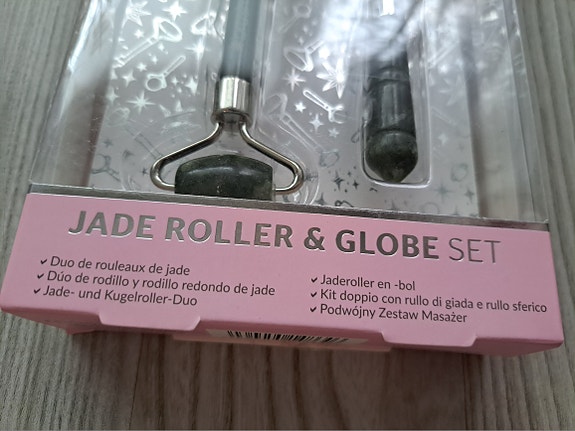 JADE ROLLER & GLOBE SET
✓ Duo de rouleaux de jade
✓ Dúo de rodillo y rodillo redondo de jade
✓ Jade- und Kugelroller-Duo
✓ Jaderoller en -bol
✓ Kit doppio con rullo di giada e rullo sferico
✓ Podwójny Zestaw Masażer